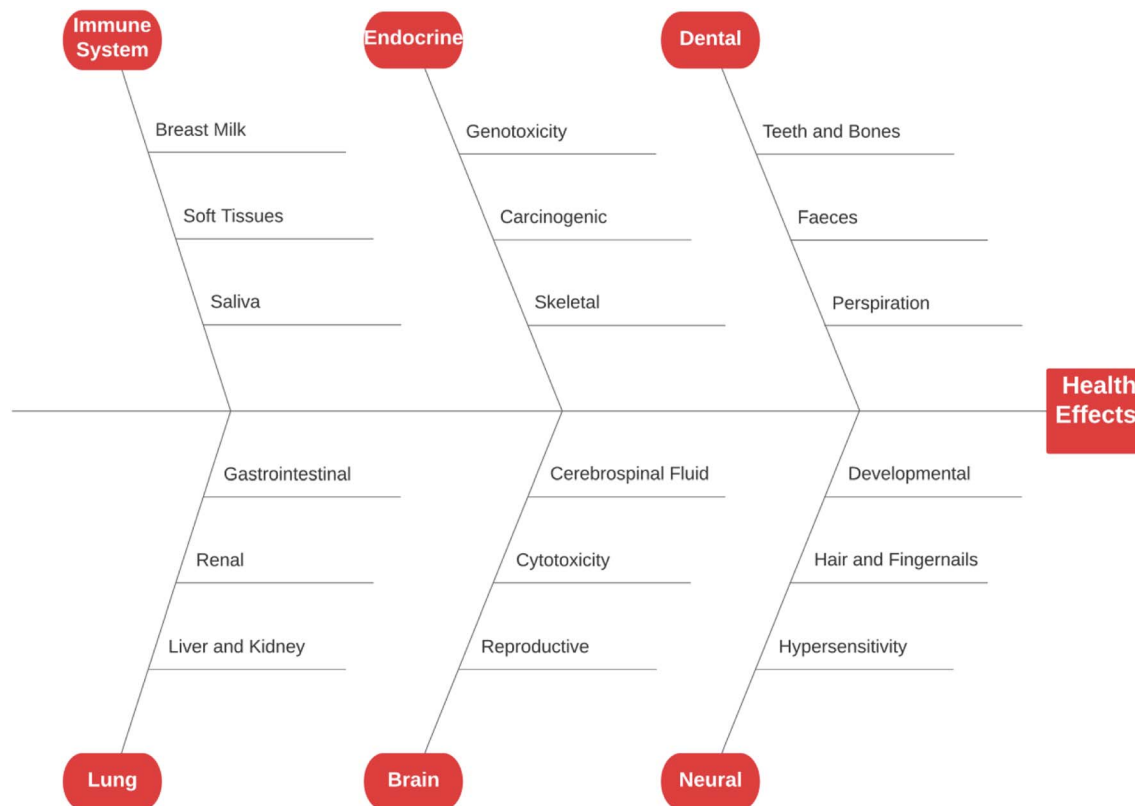 Immune
System
Endocrine
Dental
Breast Milk
Genotoxicity
Teeth and Bones
Soft Tissues
Carcinogenic
Faeces
Saliva
Skeletal
Perspiration
Health
Effects
Gastrointestinal
Cerebrospinal Fluid
Developmental
Renal
Cytotoxicity
Hair and Fingernails
Liver and Kidney
Reproductive
Hypersensitivity
Lung
Brain
Neural